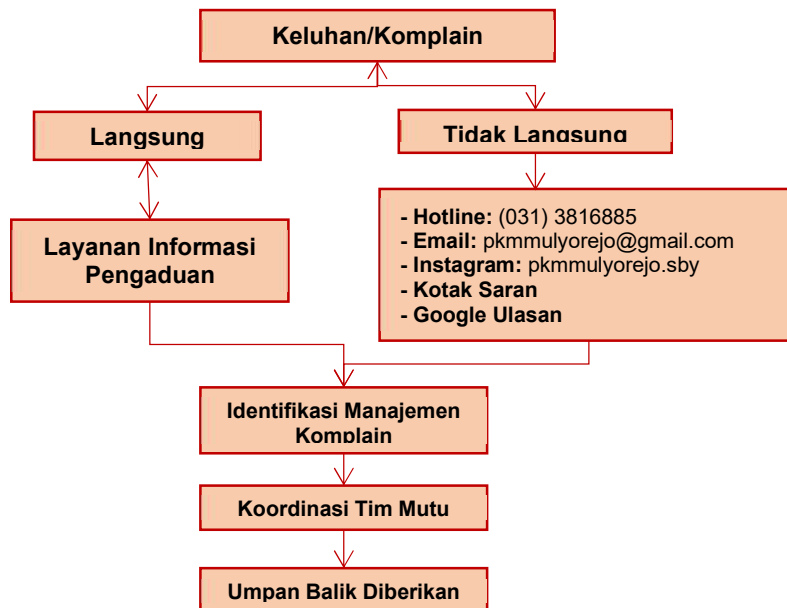 Keluhan/Komplain
Langsung
Tidak Langsung
Layanan Informasi
Pengaduan
- Hotline: (031) 3816885
- Email: pkmmulyorejo@gmail.com
- Instagram: pkmmulyorejo.sby
- Kotak Saran
- Google Ulasan
Identifikasi Manajemen
Komplain
Koordinasi Tim Mutu
Umpan Balik Diberikan